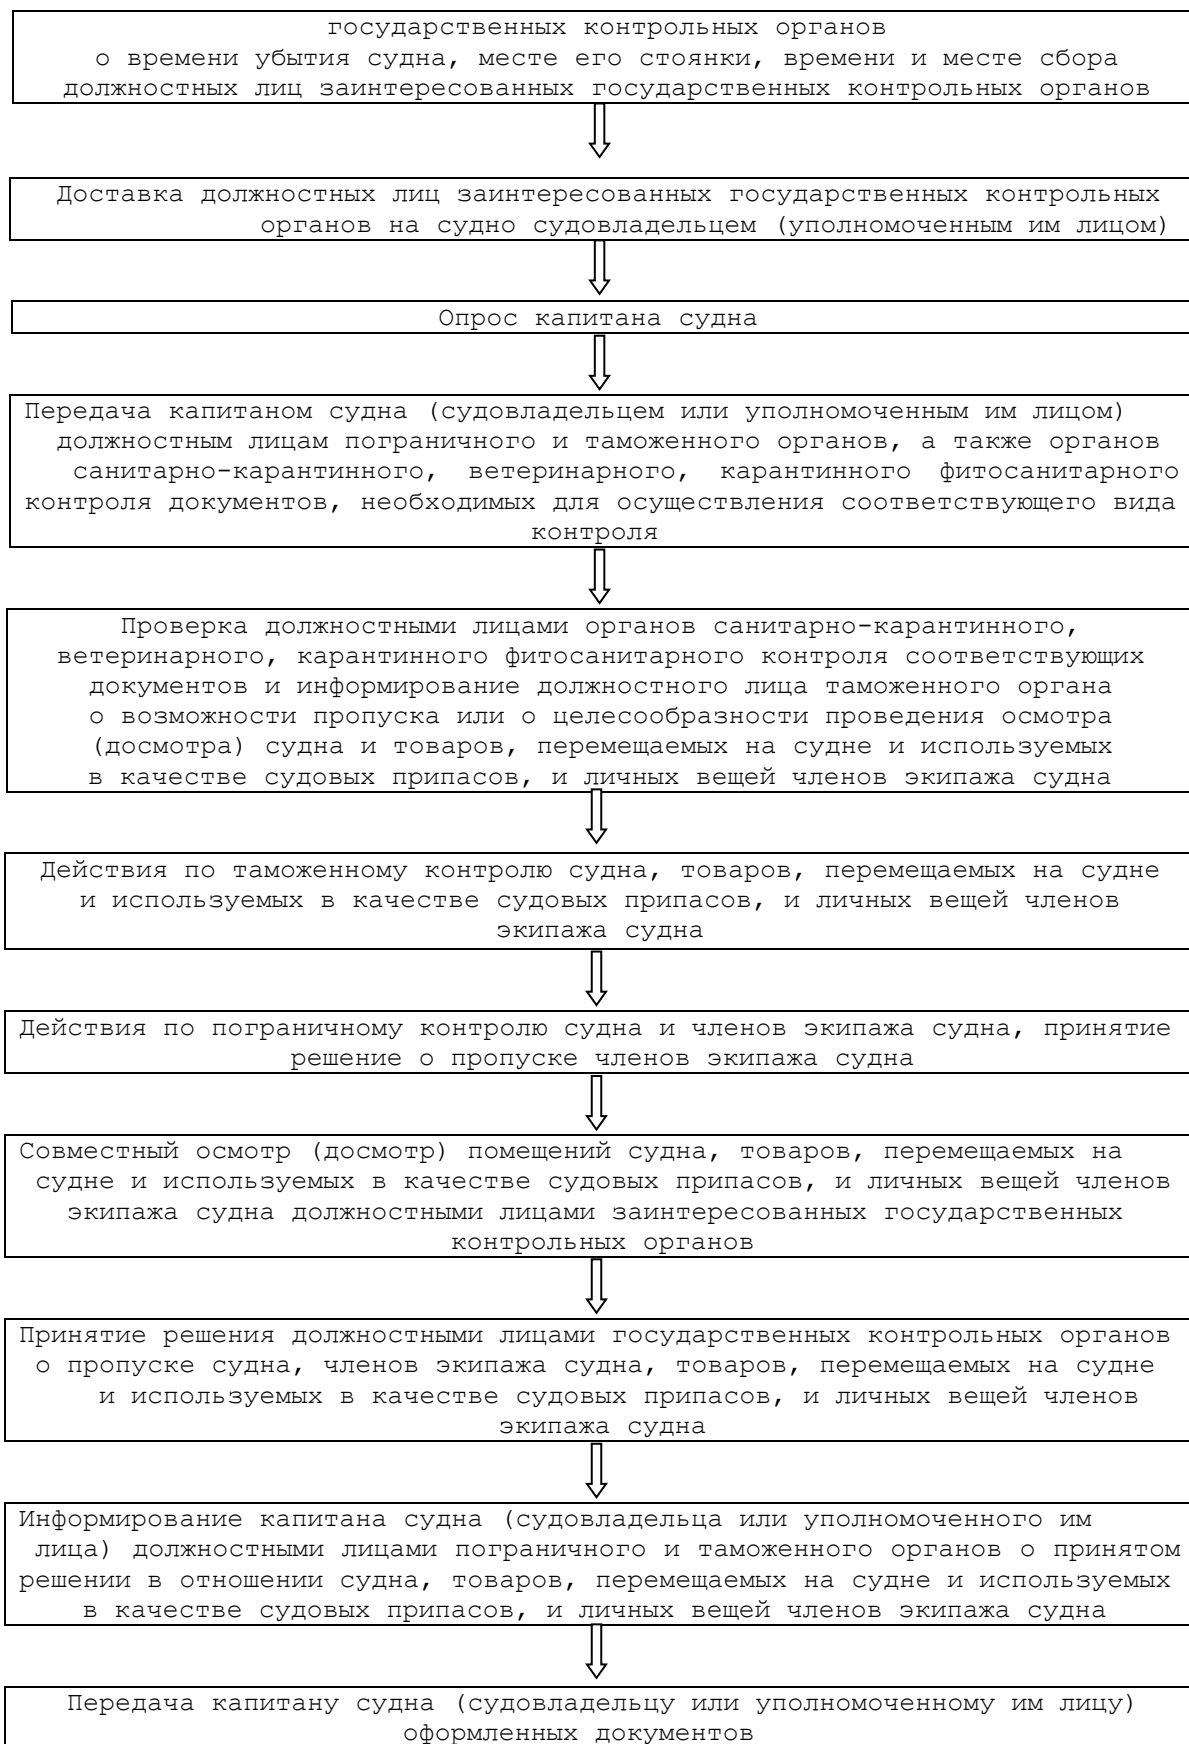 государственных контрольных органов
о времени убытия судна, месте его стоянки, времени и месте сбора
должностных лиц заинтересованных государственных контрольных органов
Доставка должностных лиц заинтересованных государственных контрольных
органов на судно судовладельцем (уполномоченным им лицом)
Опрос капитана судна
Передача капитаном судна (судовладельцем или уполномоченным им лицом)
должностным лицам пограничного и таможенного органов, а также органов
санитарно-карантинного, ветеринарного, карантинного фитосанитарного
контроля документов, необходимых для осуществления соответствующего вида
контроля
Проверка должностными лицами органов санитарно-карантинного,
ветеринарного, карантинного фитосанитарного контроля соответствующих
документов и информирование должностного лица таможенного органа
о возможности пропуска или о целесообразности проведения осмотра
(досмотра) судна и товаров, перемещаемых на судне и используемых
в качестве судовых припасов, и личных вещей членов экипажа судна
Действия по таможенному контролю судна, товаров, перемещаемых на судне
и используемых в качестве судовых припасов, и личных вещей членов
экипажа судна
Действия по пограничному контролю судна и членов экипажа судна, принятие
решение о пропуске членов экипажа судна
Совместный осмотр (досмотр) помещений судна, товаров, перемещаемых на
судне и используемых в качестве судовых припасов, и личных вещей членов
экипажа судна должностными лицами заинтересованных государственных
контрольных органов
Принятие решения должностными лицами государственных контрольных органов
о пропуске судна, членов экипажа судна, товаров, перемещаемых на судне
и используемых в качестве судовых припасов, и личных вещей членов
экипажа судна
Информирование капитана судна (судовладельца или уполномоченного им
лица) должностными лицами пограничного и таможенного органов о принятом
решении в отношении судна, товаров, перемещаемых на судне и используемых
в качестве судовых припасов, и личных вещей членов экипажа судна
Передача капитану судна (судовладельцу или уполномоченному им лицу)
оформленных документов